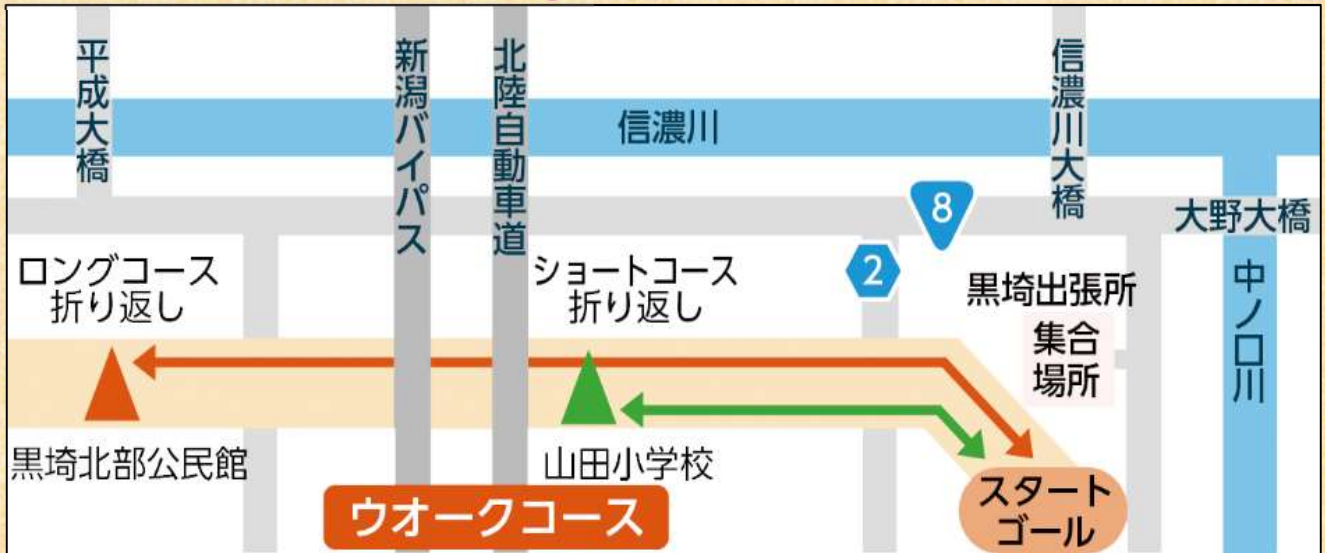 平成大橋
新潟バイパス
北陸自動車道
信濃川
信濃川大橋
8
大野大橋
2
ロングコース
折り返し
ショートコース
折り返し
黒埼出張所
集合
場所
中ノ口川
黒埼北部公民館
山田小学校
ウオークコース
スタート
ゴール